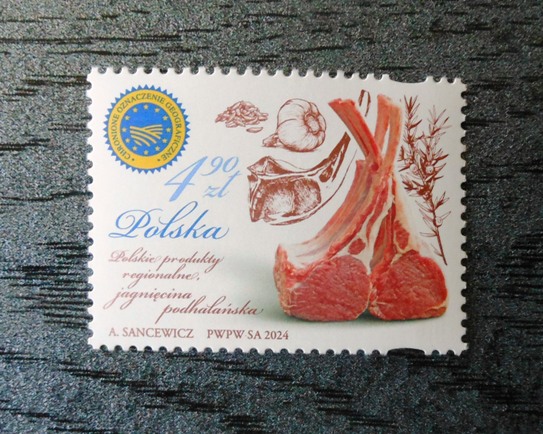 CHRONIONE OZNACZENIE GEOGRAFICZNE
4,90
zł
Polska
Polskie produkty
regionalne,
jagnięcina
podhalańska
A. SANCEWICZ PWPW SA 2024